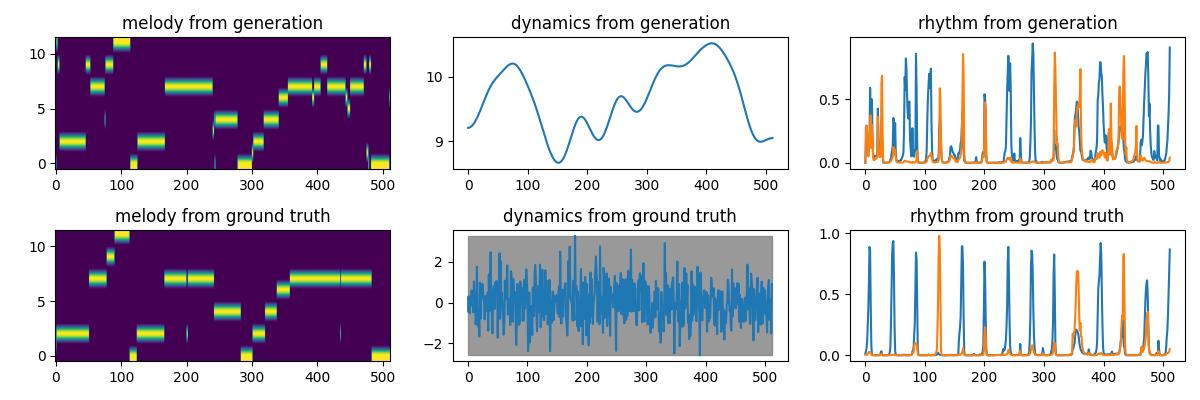 melody from generation
dynamics from generation
rhythm from generation
10
5
0
0 100 200 300 400 500
10
9
0 100 200 300 400 500
0.5
0.0
0 100 200 300 400 500
melody from ground truth
dynamics from ground truth
rhythm from ground truth
10
5
0
0 100 200 300 400 500
2
0
−2
0 100 200 300 400 500
1.0
0.5
0.0
0 100 200 300 400 500